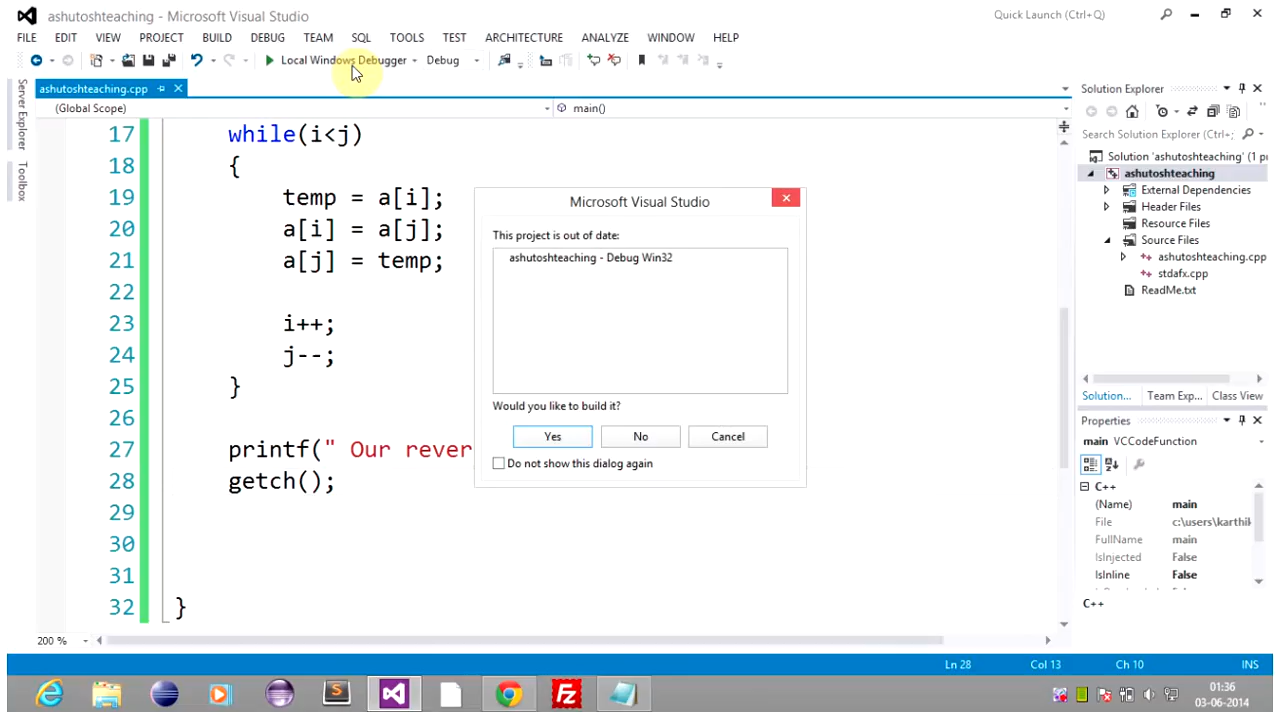 ashutoshteaching - Microsoft Visual Studio
Quick Launch (Ctrl+Q)
FILE EDIT VIEW PROJECT BUILD DEBUG TEAM SQL TOOLS TEST ARCHITECTURE ANALYZE WINDOW HELP
Local Windows Debugger Debug
Server Explorer
Toolbox
ashutoshteaching.cpp
(Global Scope)
main()
17 while(i<j)
18 {
19 temp = a[i];
20 a[i] = a[j];
21 a[j] = temp;
22
23 i++;
24 j--;
25 }
26
27 printf(" Our rever
28 getch();
29
30
31
32 }
200 %
Microsoft Visual Studio
This project is out of date:
ashutoshteaching - Debug Win32
Would you like to build it?
Yes No Cancel
Do not show this dialog again
Solution Explorer
Search Solution Explorer (Ctrl+;
Solution 'ashutoshteaching' (1 p
ashutoshteaching
External Dependencies
Header Files
Resource Files
Source Files
ashutoshteaching.cpp
stdafx.cpp
ReadMe.txt
Solution... Team Exp... Class View
Properties
main VCCodeFunction
C++
(Name) main
File c:\users\karthik
FullName main
IsInjected False
IsInline False
C++
Ln 28 Col 13 Ch 10 INS
01:36
03-06-2014